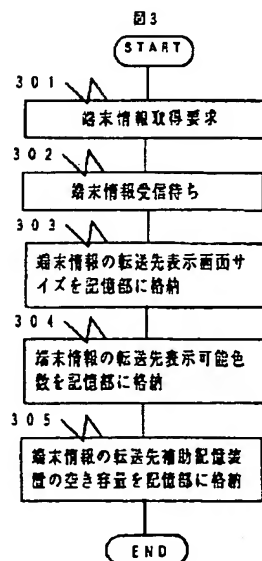 図3
START
301
端末情報取得要求
302
端末情報受信待ち
303
端末情報の転送先表示画面サ
イズを記憶部に格納
304
端末情報の転送先表示可能色
数を記憶部に格納
305
端末情報の転送先補助記憶装
置の空き容量を記憶部に格納
END